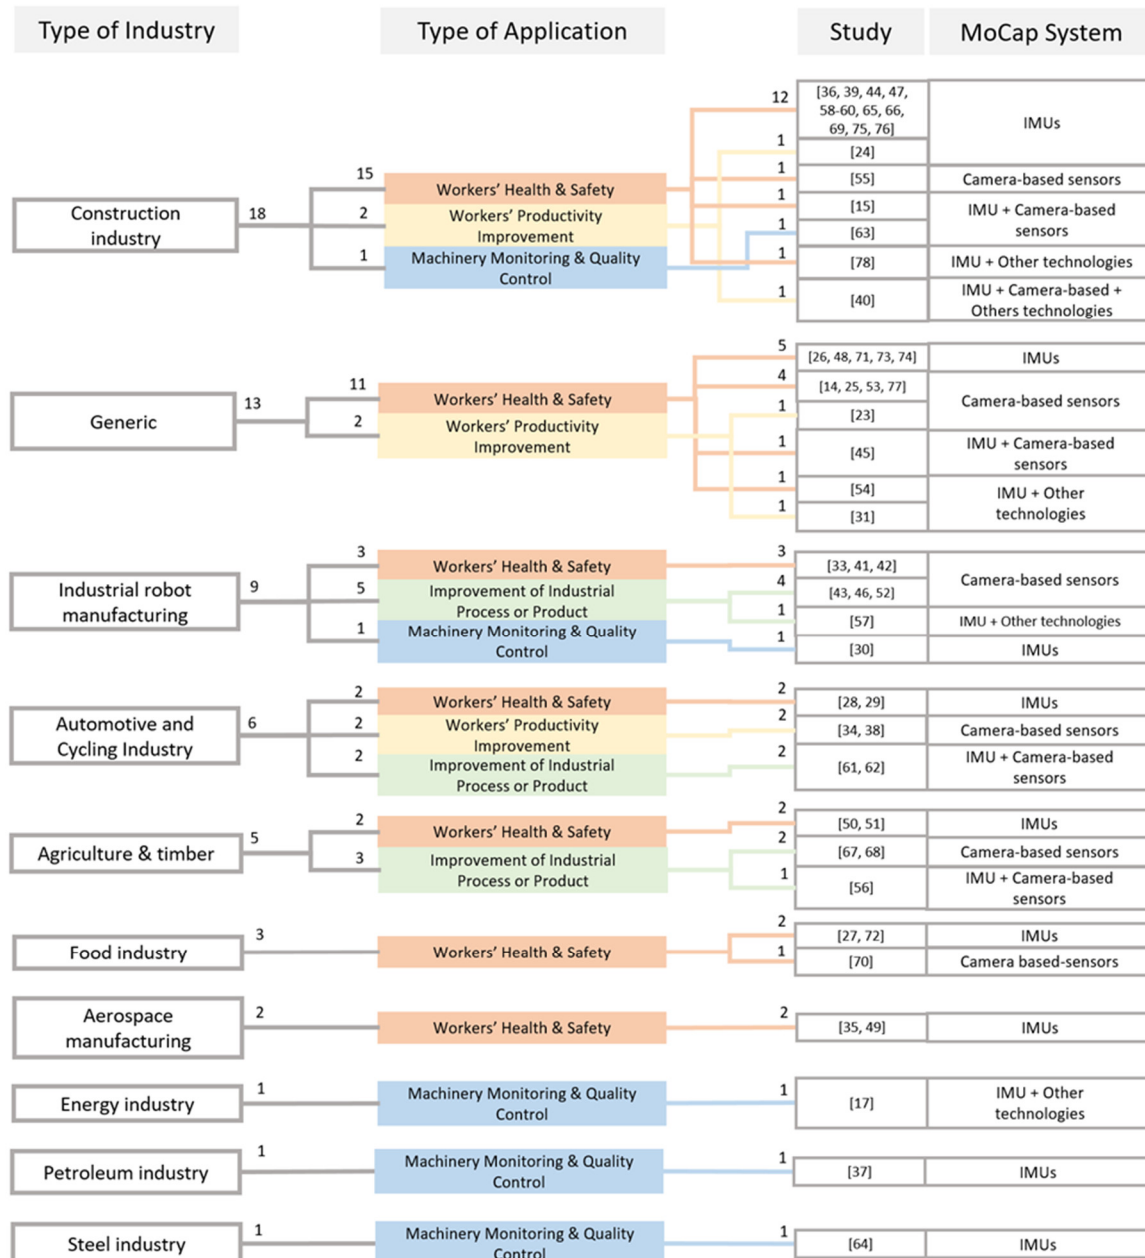 Type of Industry
Type of Application
Study
MoCap System
Construction
industry
18
15
Workers' Health & Safety
2
Workers' Productivity
Improvement
1
Machinery Monitoring & Quality
Control
12
[36, 39, 44, 47,
58-60, 65, 66,
69, 75, 76]
IMUs
1
[24]
1
[55]
Camera-based sensors
1
[15]
IMU + Camera-based
sensors
1
[63]
1
[78]
IMU + Other technologies
1
[40]
IMU + Camera-based +
Others technologies
Generic
13
11
Workers' Health & Safety
2
Workers' Productivity
Improvement
5
[26, 48, 71, 73, 74]
IMUs
4
[14, 25, 53, 77]
Camera-based sensors
1
[23]
1
[45]
IMU + Camera-based
sensors
1
[54]
IMU + Other
technologies
1
[31]
Industrial robot
manufacturing
9
3
Workers' Health & Safety
5
Improvement of Industrial
Process or Product
1
Machinery Monitoring & Quality
Control
3
[33, 41, 42]
Camera-based sensors
4
[43, 46, 52]
1
[57]
IMU + Other technologies
1
[30]
IMUs
Automotive and
Cycling Industry
6
2
Workers' Health & Safety
2
Workers' Productivity
Improvement
2
Improvement of Industrial
Process or Product
2
[28, 29]
IMUs
2
[34, 38]
Camera-based sensors
2
[61, 62]
IMU + Camera-based
sensors
Agriculture & timber
5
2
Workers' Health & Safety
3
Improvement of Industrial
Process or Product
2
[50, 51]
IMUs
2
[67, 68]
Camera-based sensors
1
[56]
IMU + Camera-based
sensors
Food industry
3
Workers' Health & Safety
2
[27, 72]
IMUs
1
[70]
Camera based-sensors
Aerospace
manufacturing
2
Workers' Health & Safety
2
[35, 49]
IMUs
Energy industry
1
Machinery Monitoring & Quality
Control
1
[17]
IMU + Other
technologies
Petroleum industry
1
Machinery Monitoring & Quality
Control
1
[37]
IMUs
Steel industry
1
Machinery Monitoring & Quality
Control
1
[64]
IMUs